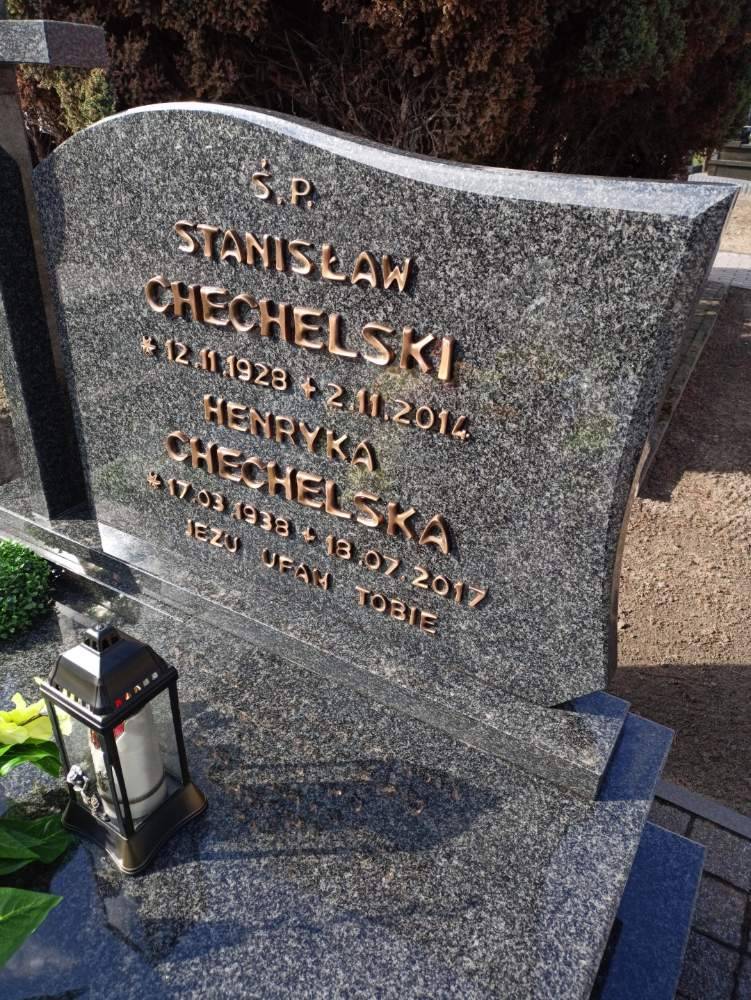 Ś.P.
STANISŁAW
CHECHELSKI
* 12.11.1928 + 2.11.2014
HENRYKA
CHECHELSKA
* 17.03.1938 + 18.07.2017
JEZU UFAM TOBIE